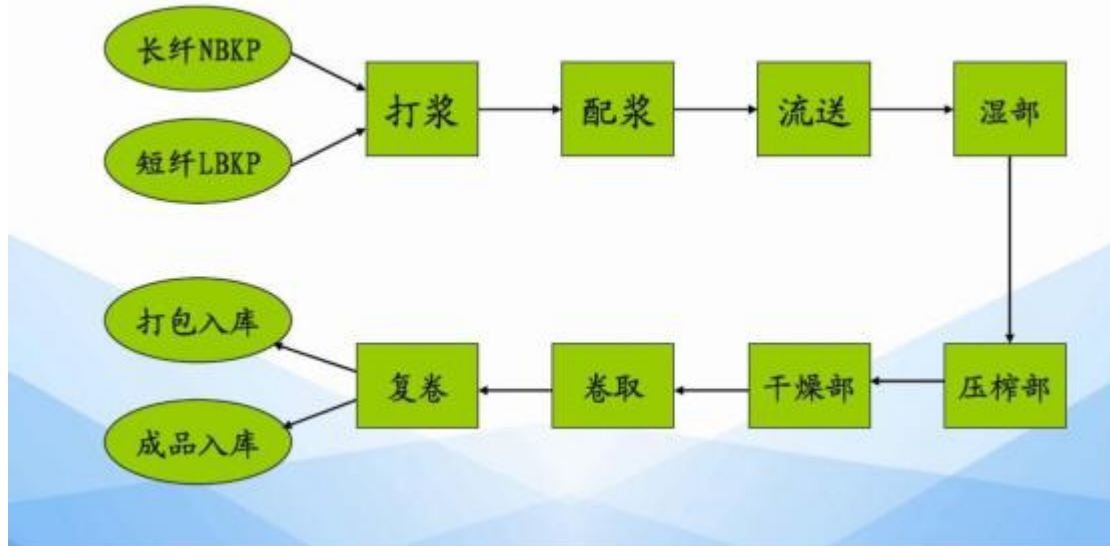 长纤NBKP
短纤LBKP
打浆
配浆
流送
湿部
压榨部
干燥部
卷取
复卷
打包入库
成品入库